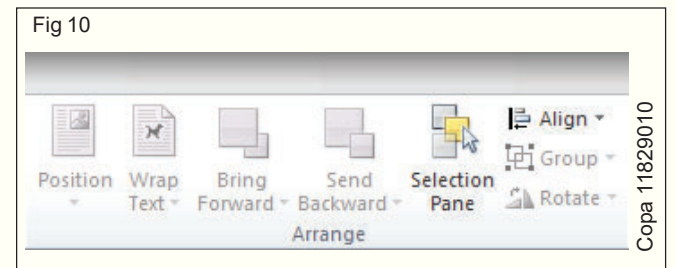 Fig 10
Position
Wrap
Text
Bring
Forward
Send
Backward
Selection
Pane
Align
Group
Rotate
Arrange
Copa 11829010